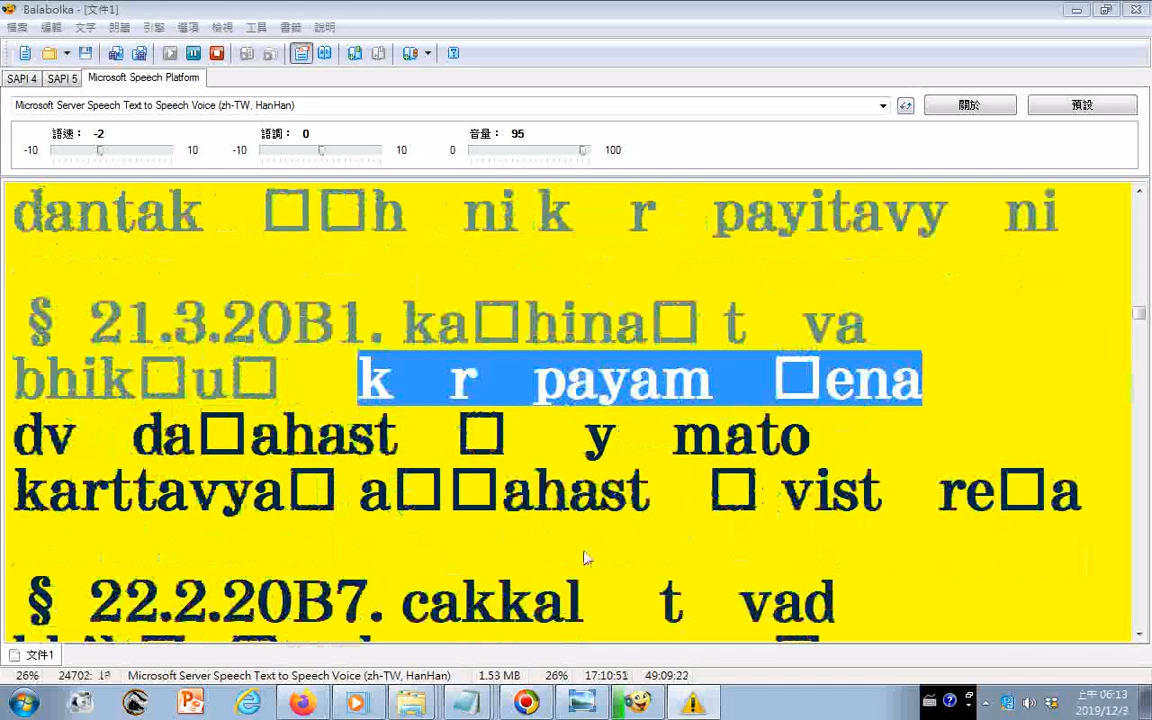 Balabolka - [文件1]
檔案 編輯 文字 朗讀 引擎 選項 檢視 工具 書籤 說明
SAPI 4 SAPI 5 Microsoft Speech Platform
Microsoft Server Speech Text to Speech Voice (zh-TW, HanHan) 關於 預設
語速： -2 語調： 0 音量： 95
-10 10 -10 10 0 100
dantak □□h ni k r payitavy ni
§ 21.3.20B1. ka□hina□ t va
bhik□u□ k r payam □ena
dv da□ahast □ y mato
karttavya□ a□□ahast □ vist re□a
§ 22.2.20B7. cakkal t vad
文件1
26% 24702: 18 Microsoft Server Speech Text to Speech Voice (zh-TW, HanHan) 1.53 MB 26% 17:10:51 49:09:22
上午 06:13
2019/12/3